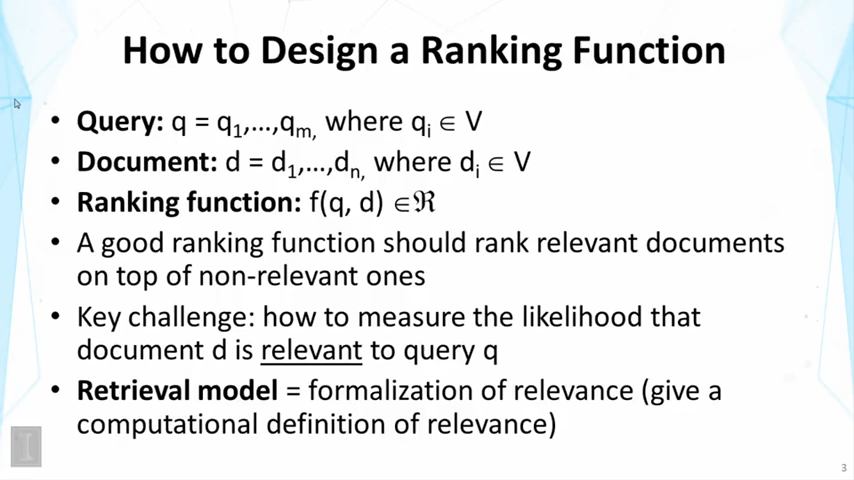 How to Design a Ranking Function
• Query: q = q1,...,qm, where qi ∈ V
• Document: d = d1,...,dn, where di ∈ V
• Ranking function: f(q, d) ∈ℜ
• A good ranking function should rank relevant documents
on top of non-relevant ones
• Key challenge: how to measure the likelihood that
document d is relevant to query q
• Retrieval model = formalization of relevance (give a
computational definition of relevance)
I
3